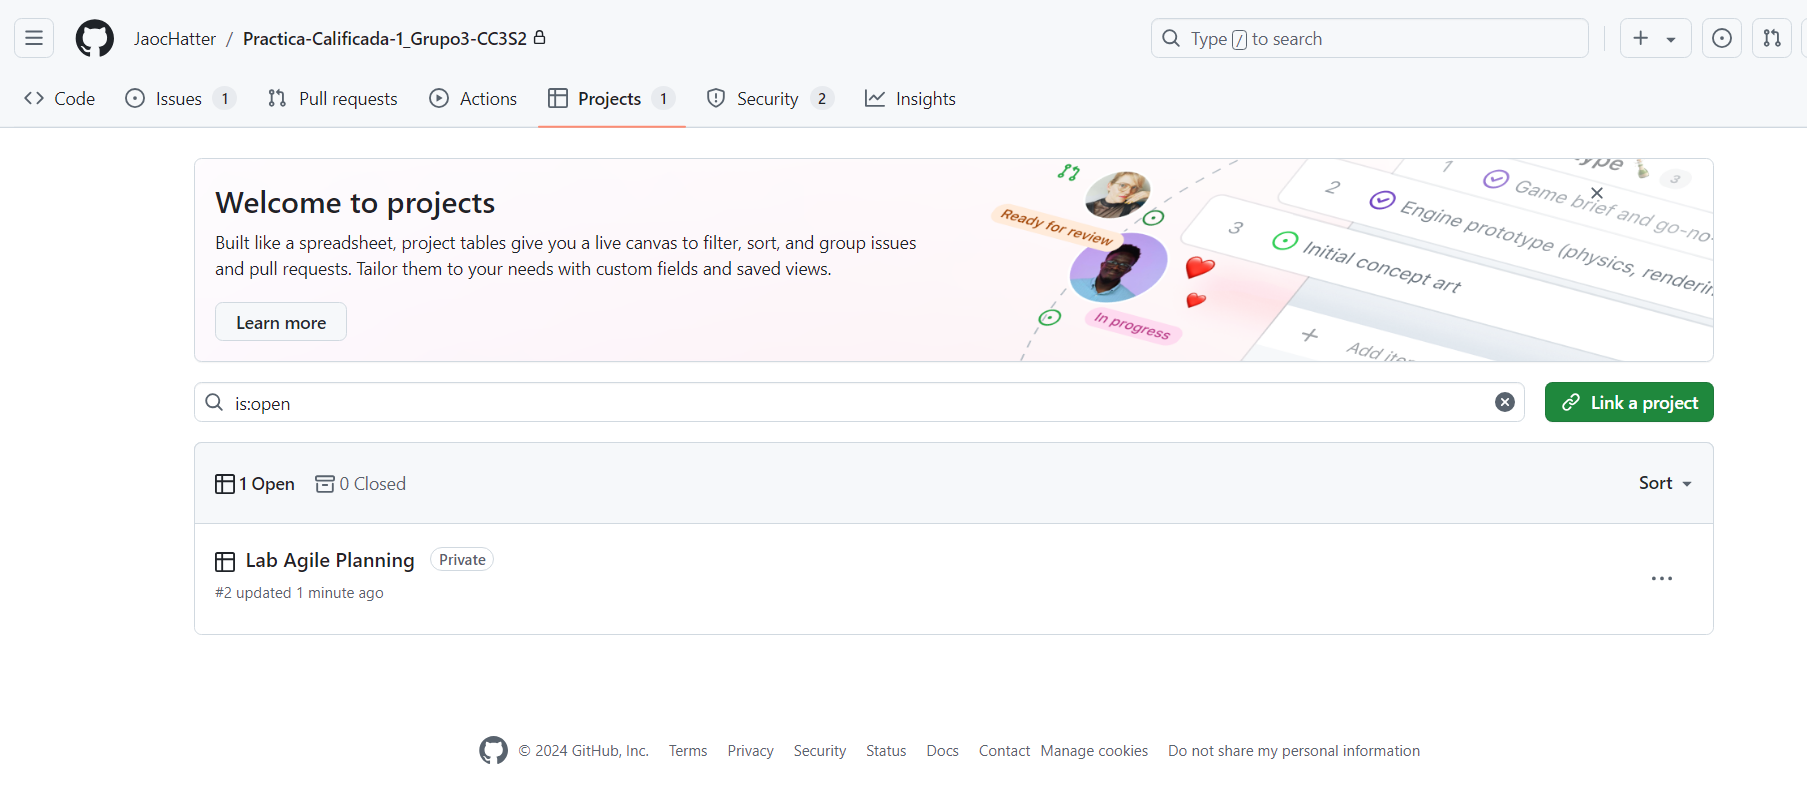 JaocHatter / Practica-Calificada-1_Grupo3-CC3S2
Type / to search
Code
Issues 1
Pull requests
Actions
Projects 1
Security 2
Insights
Welcome to projects
Built like a spreadsheet, project tables give you a live canvas to filter, sort, and group issues
and pull requests. Tailor them to your needs with custom fields and saved views.
Learn more
Ready for review
In progress
1 Game brief and go-no-
3
2 Engine prototype (physics, renderin
3 Initial concept art
+ Add ite
is:open
Link a project
1 Open
0 Closed
Sort
Lab Agile Planning Private
#2 updated 1 minute ago
© 2024 GitHub, Inc. Terms Privacy Security Status Docs Contact Manage cookies Do not share my personal information